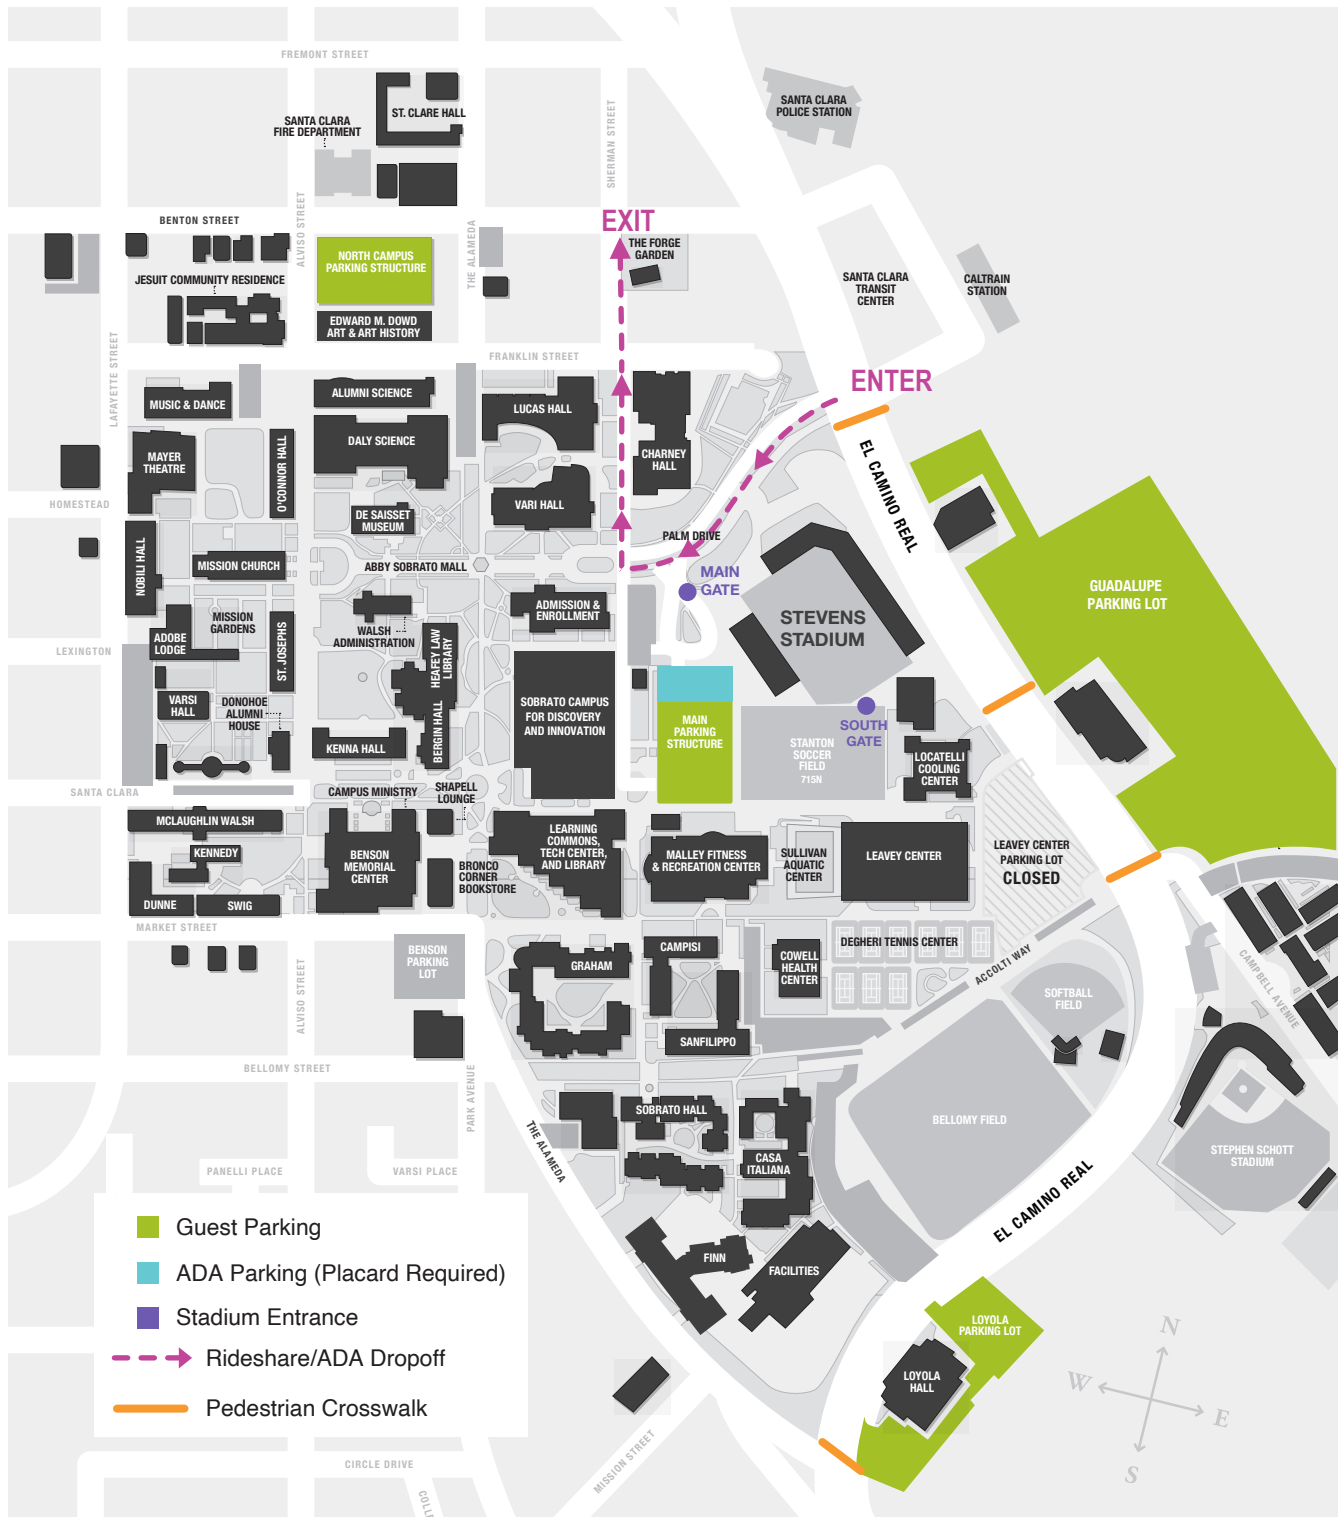 FREMONT STREET
SANTA CLARA
POLICE STATION
ST. CLARE HALL
SANTA CLARA
FIRE DEPARTMENT
SHERMAN STREET
BENTON STREET
ALVISO STREET
THE ALAMEDA
EXIT
THE FORGE
GARDEN
NORTH CAMPUS
PARKING STRUCTURE
JESUIT COMMUNITY RESIDENCE
SANTA CLARA
TRANSIT
CENTER
CALTRAIN
STATION
EDWARD M. DOWD
ART & ART HISTORY
LAFAYETTE STREET
FRANKLIN STREET
ENTER
MUSIC & DANCE
ALUMNI SCIENCE
LUCAS HALL
DALY SCIENCE
MAYER
THEATRE
O'CONNOR HALL
CHARNEY
HALL
EL CAMINO REAL
HOMESTEAD
VARI HALL
DE SAISSET
MUSEUM
PALM DRIVE
NOBILI HALL
MISSION CHURCH
ABBY SOBRATO MALL
MAIN
GATE
GUADALUPE
PARKING LOT
ADMISSION &
ENROLLMENT
STEVENS
STADIUM
MISSION
GARDENS
WALSH
ADMINISTRATION
ADOBE
LODGE
ST. JOSEPHS
HEAFEY LAW
LIBRARY
LEXINGTON
VARSI
HALL
DONOHOE
ALUMNI
HOUSE
BERGIN HALL
SOBRATO CAMPUS
FOR DISCOVERY
AND INNOVATION
MAIN
PARKING
STRUCTURE
SOUTH
GATE
STANTON
SOCCER
FIELD
715N
KENNA HALL
LOCATELLI
COOLING
CENTER
SANTA CLARA
CAMPUS MINISTRY
SHAPELL
LOUNGE
MCLAUGHLIN WALSH
KENNEDY
BENSON
MEMORIAL
CENTER
BRONCO
CORNER
BOOKSTORE
LEARNING
COMMONS,
TECH CENTER,
AND LIBRARY
MALLEY FITNESS
& RECREATION CENTER
SULLIVAN
AQUATIC
CENTER
LEAVEY CENTER
LEAVEY CENTER
PARKING LOT
CLOSED
DUNNE
SWIG
MARKET STREET
BENSON
PARKING
LOT
GRAHAM
CAMPISI
COWELL
HEALTH
CENTER
DEGHERI TENNIS CENTER
ACCOLTI WAY
CAMPBELL AVENUE
ALVISO STREET
SOFTBALL
FIELD
SANFILIPPO
BELLOMY STREET
PARK AVENUE
THE ALAMEDA
SOBRATO HALL
BELLOMY FIELD
CASA
ITALIANA
STEPHEN SCHOTT
STADIUM
PANELLI PLACE
VARSI PLACE
EL CAMINO REAL
Guest Parking
ADA Parking (Placard Required)
Stadium Entrance
Rideshare/ADA Dropoff
Pedestrian Crosswalk
FINN
FACILITIES
LOYOLA
PARKING LOT
LOYOLA
HALL
N
W
E
S
CIRCLE DRIVE
MISSION STREET